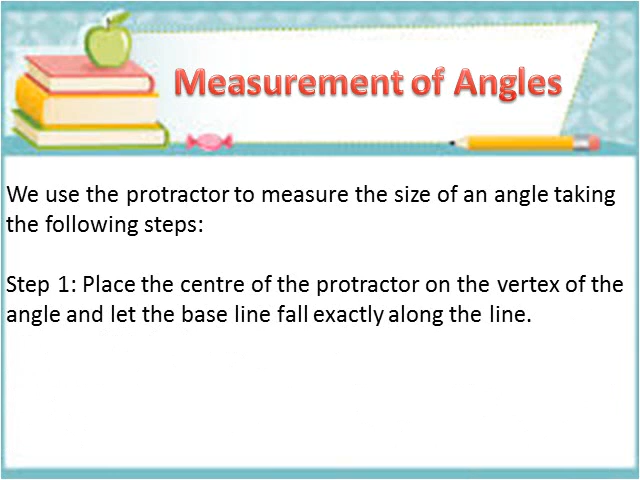 Measurement of Angles
We use the protractor to measure the size of an angle taking
the following steps:
Step 1: Place the centre of the protractor on the vertex of the
angle and let the base line fall exactly along the line.